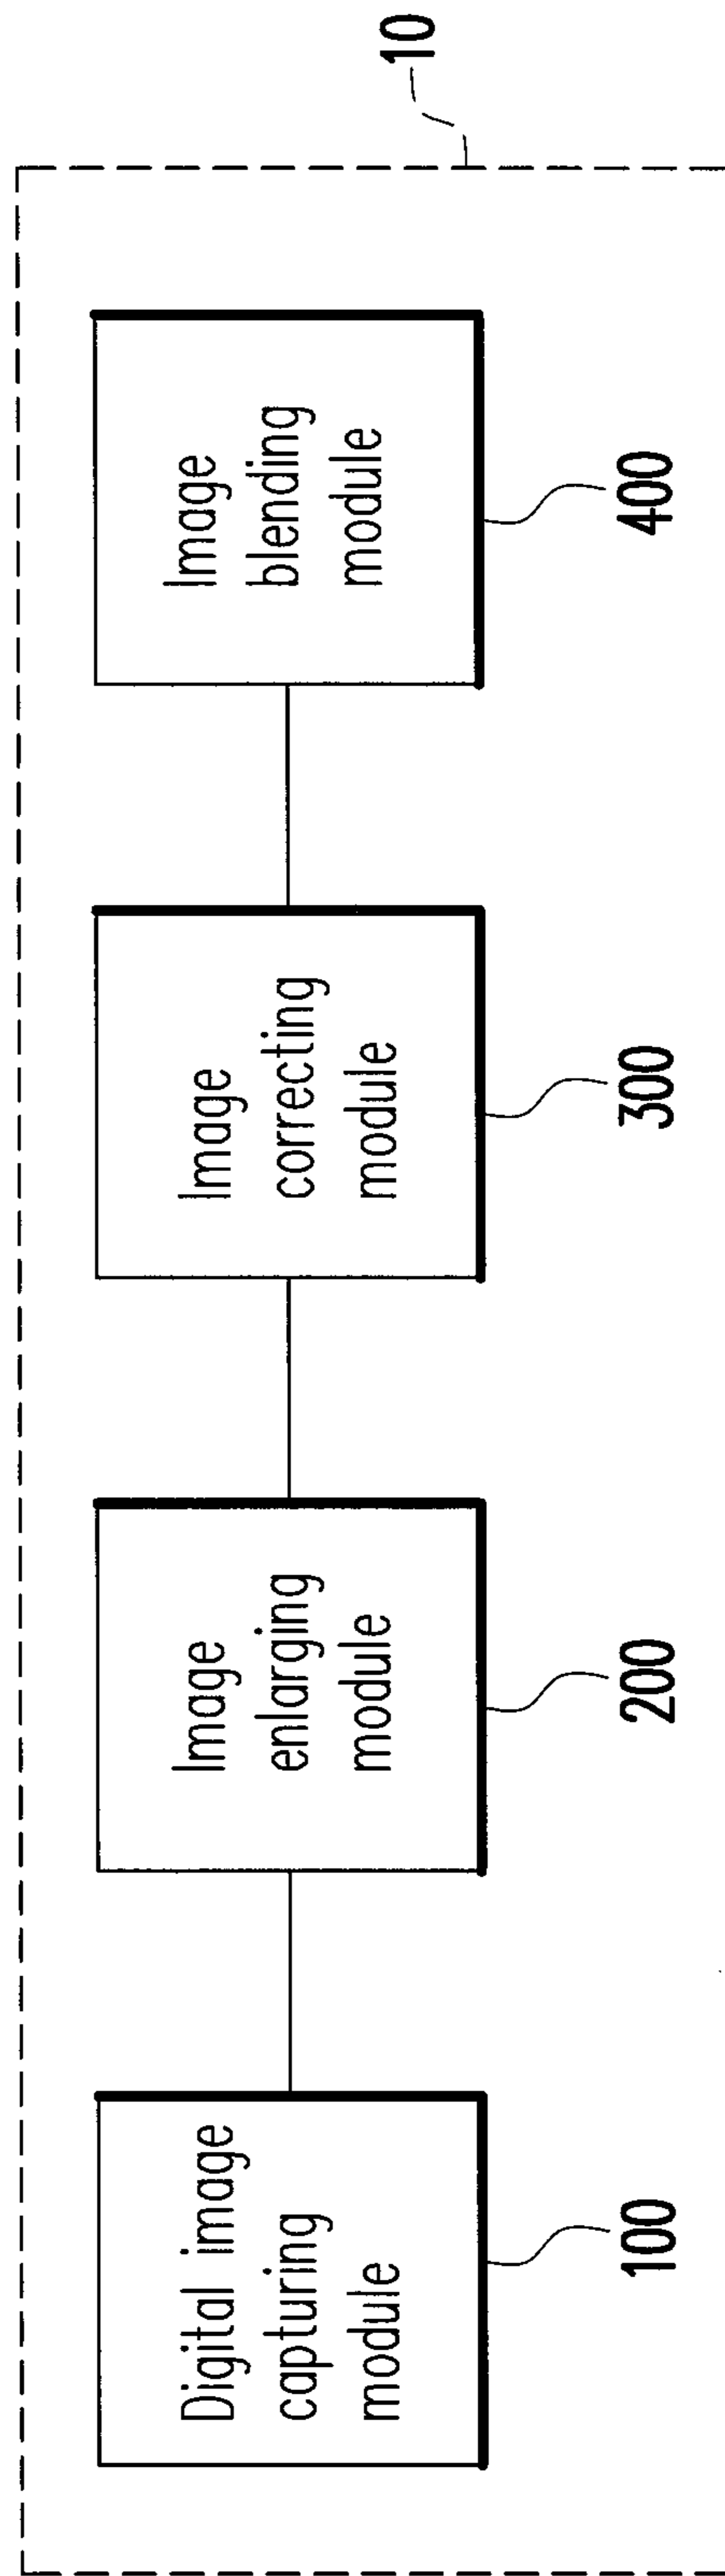 Digital image
capturing
module
100
Image
enlarging
module
200
Image
correcting
module
300
Image
blending
module
400
10